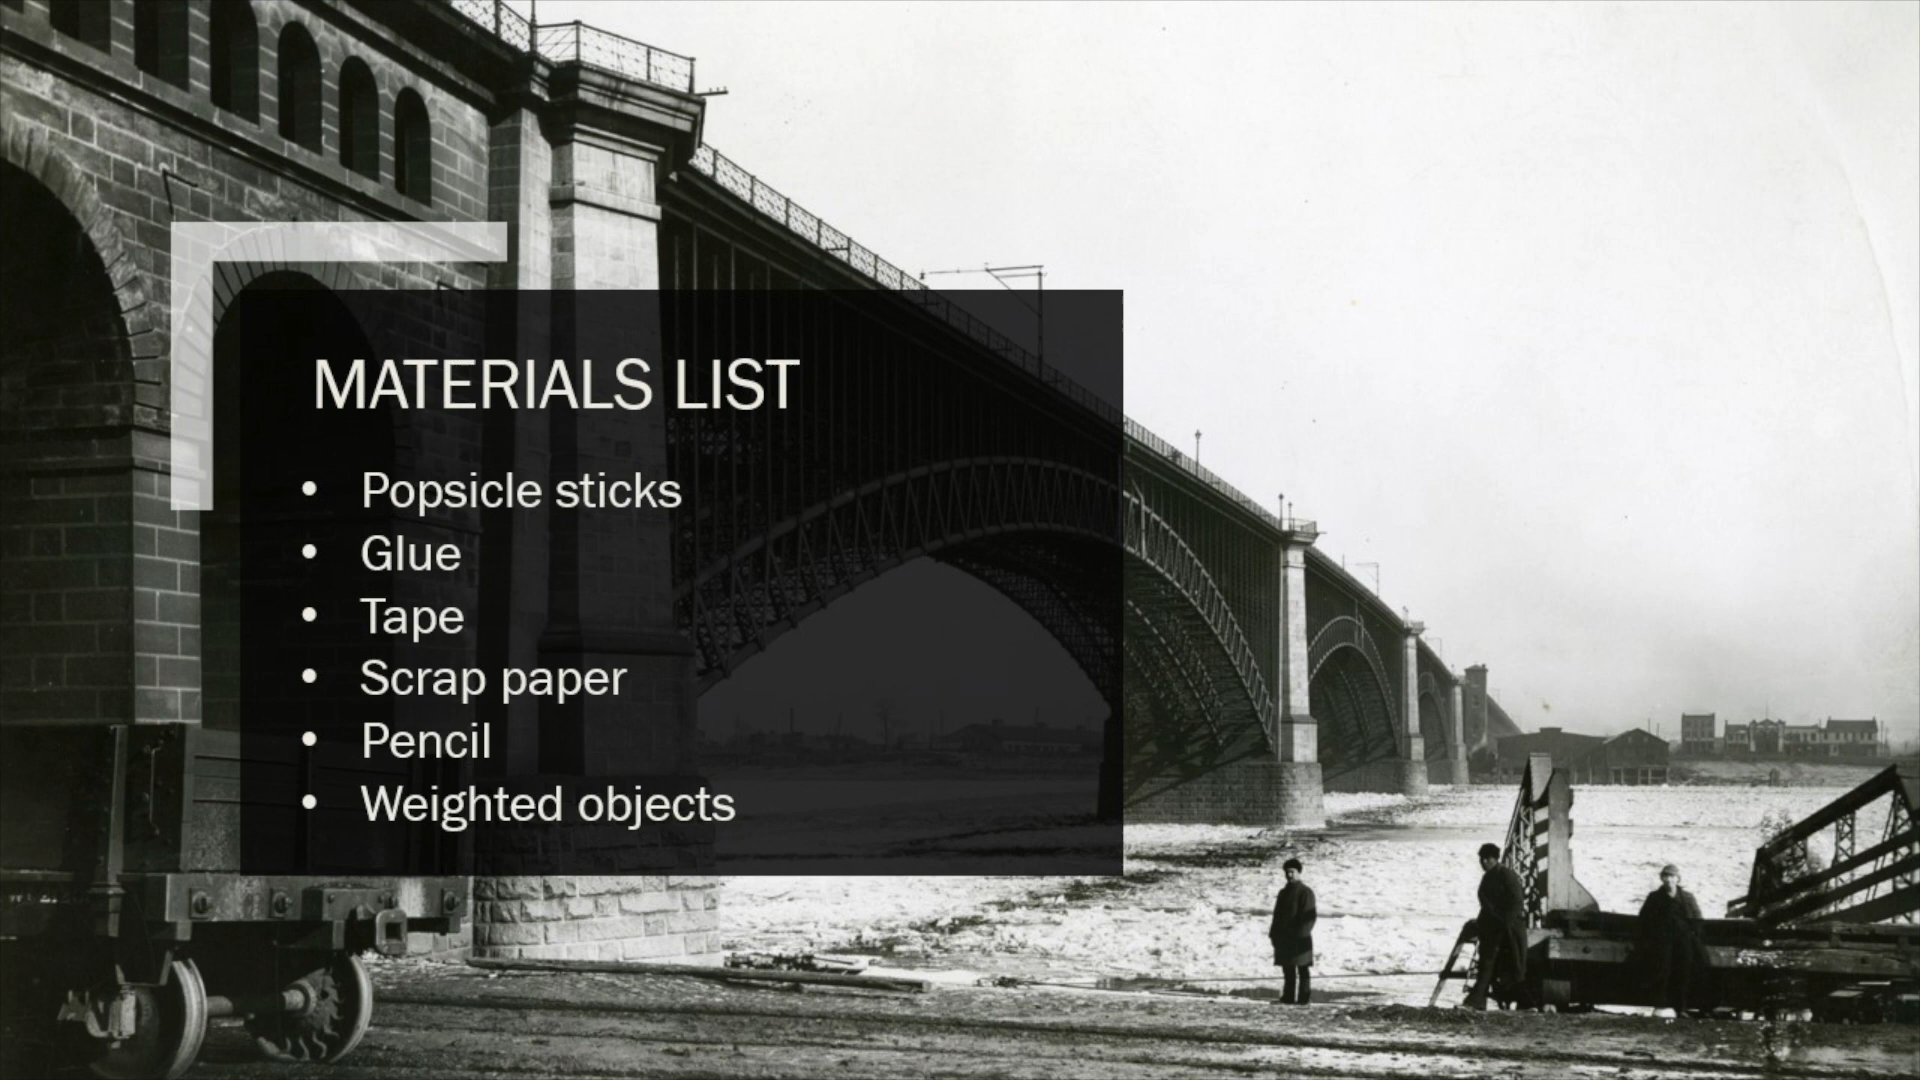 MATERIALS LIST
• Popsicle sticks
• Glue
• Tape
• Scrap paper
• Pencil
• Weighted objects